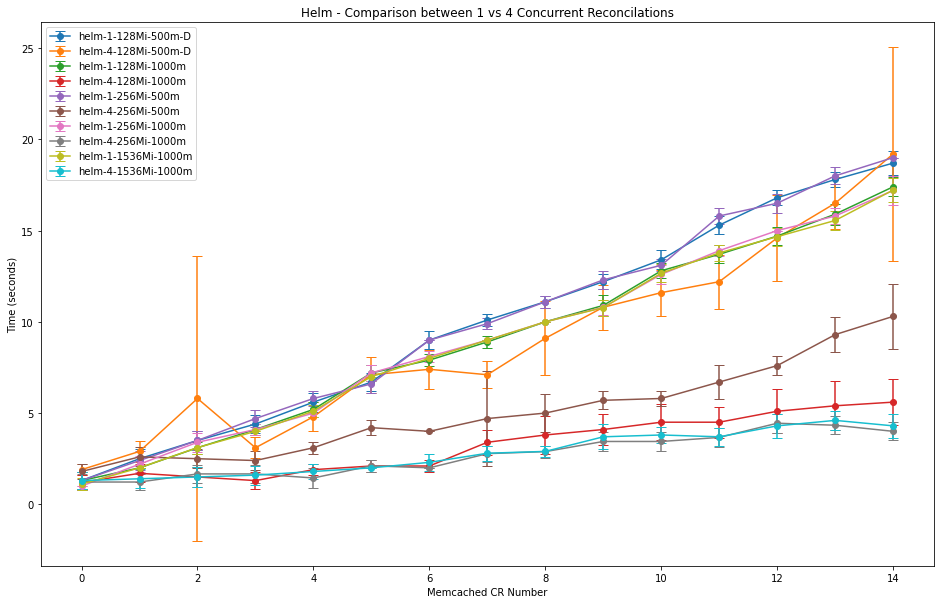 Helm - Comparison between 1 vs 4 Concurrent Reconcilations
helm-1-128Mi-500m-D
helm-4-128Mi-500m-D
helm-1-128Mi-1000m
helm-4-128Mi-1000m
helm-1-256Mi-500m
helm-4-256Mi-500m
helm-1-256Mi-1000m
helm-4-256Mi-1000m
helm-1-1536Mi-1000m
helm-4-1536Mi-1000m
25
20
15
10
5
0
Time (seconds)
0 2 4 6 8 10 12 14
Memcached CR Number